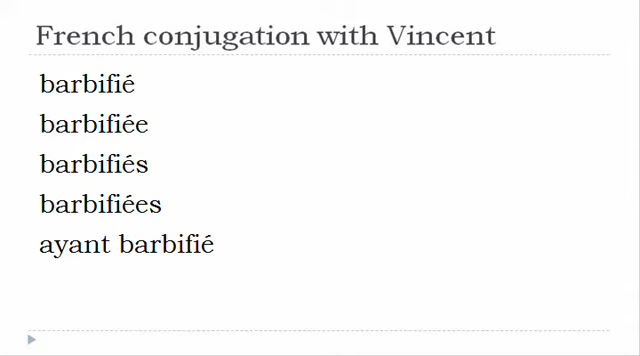 French conjugation with Vincent
barbifié
barbifiée
barbifiés
barbifiées
ayant barbifié